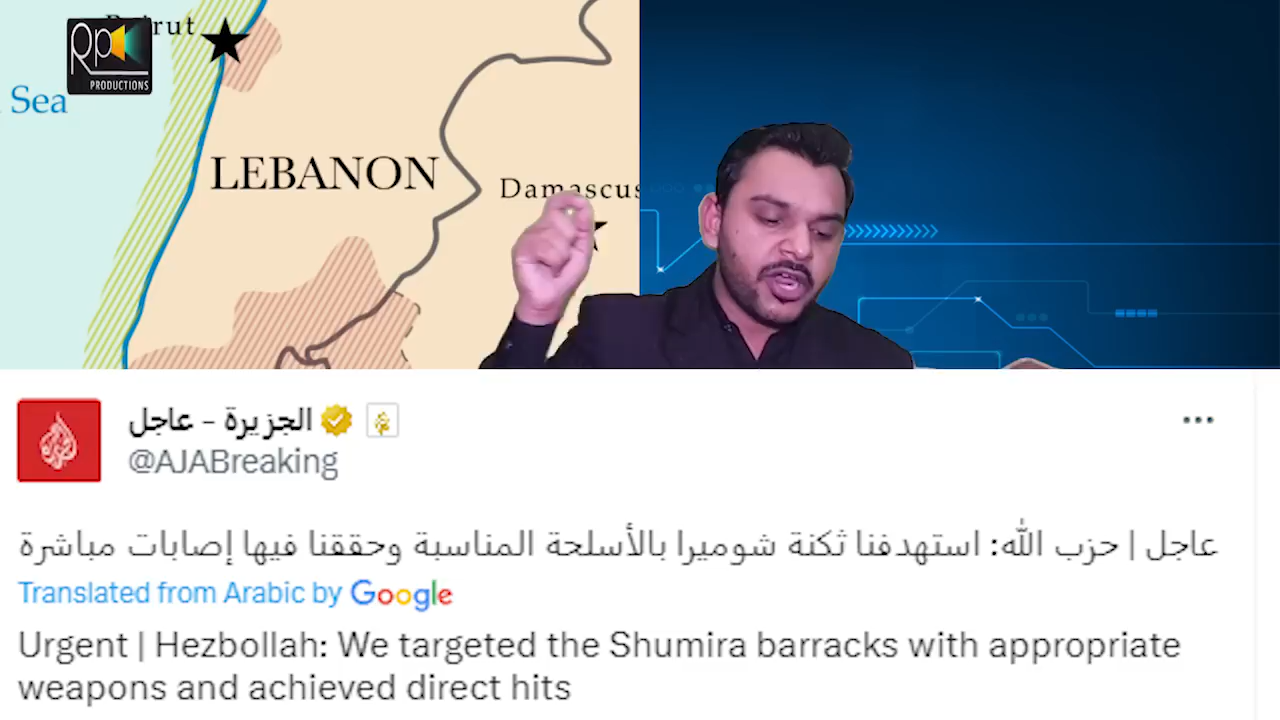 Beirut
Rp
PRODUCTIONS
Sea
LEBANON
Damascus
الجزيرة - عاجل
@AJABreaking
عاجل | حزب الله: استهدفنا ثكنة شوميرا بالأسلحة المناسبة وحققنا فيها إصابات مباشرة
Translated from Arabic by Google
Urgent | Hezbollah: We targeted the Shumira barracks with appropriate
weapons and achieved direct hits